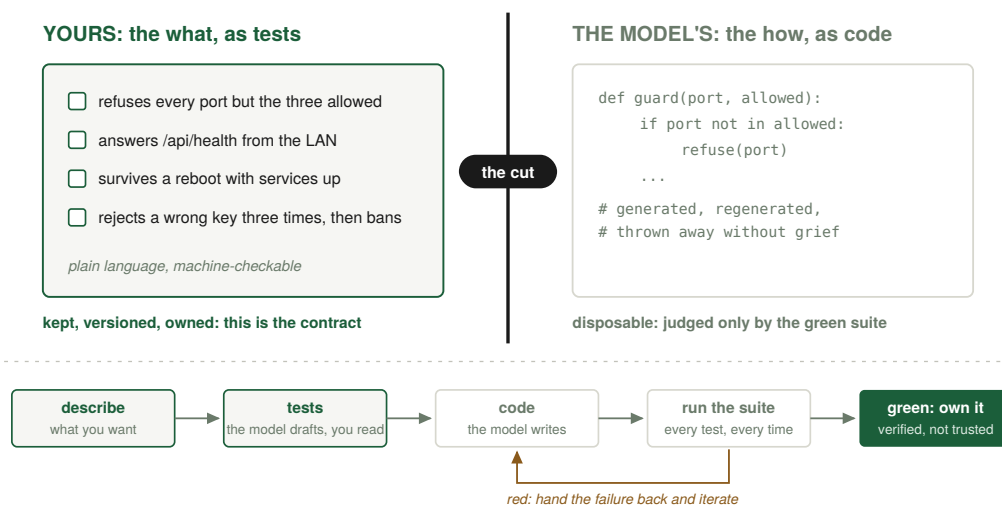 YOURS: the what, as tests
refuses every port but the three allowed
answers /api/health from the LAN
survives a reboot with services up
rejects a wrong key three times, then bans
plain language, machine-checkable
kept, versioned, owned: this is the contract
the cut
THE MODEL'S: the how, as code
def guard(port, allowed):
if port not in allowed:
refuse(port)
...
# generated, regenerated,
# thrown away without grief
disposable: judged only by the green suite
describe
what you want
tests
the model drafts, you read
code
the model writes
run the suite
every test, every time
green: own it
verified, not trusted
red: hand the failure back and iterate